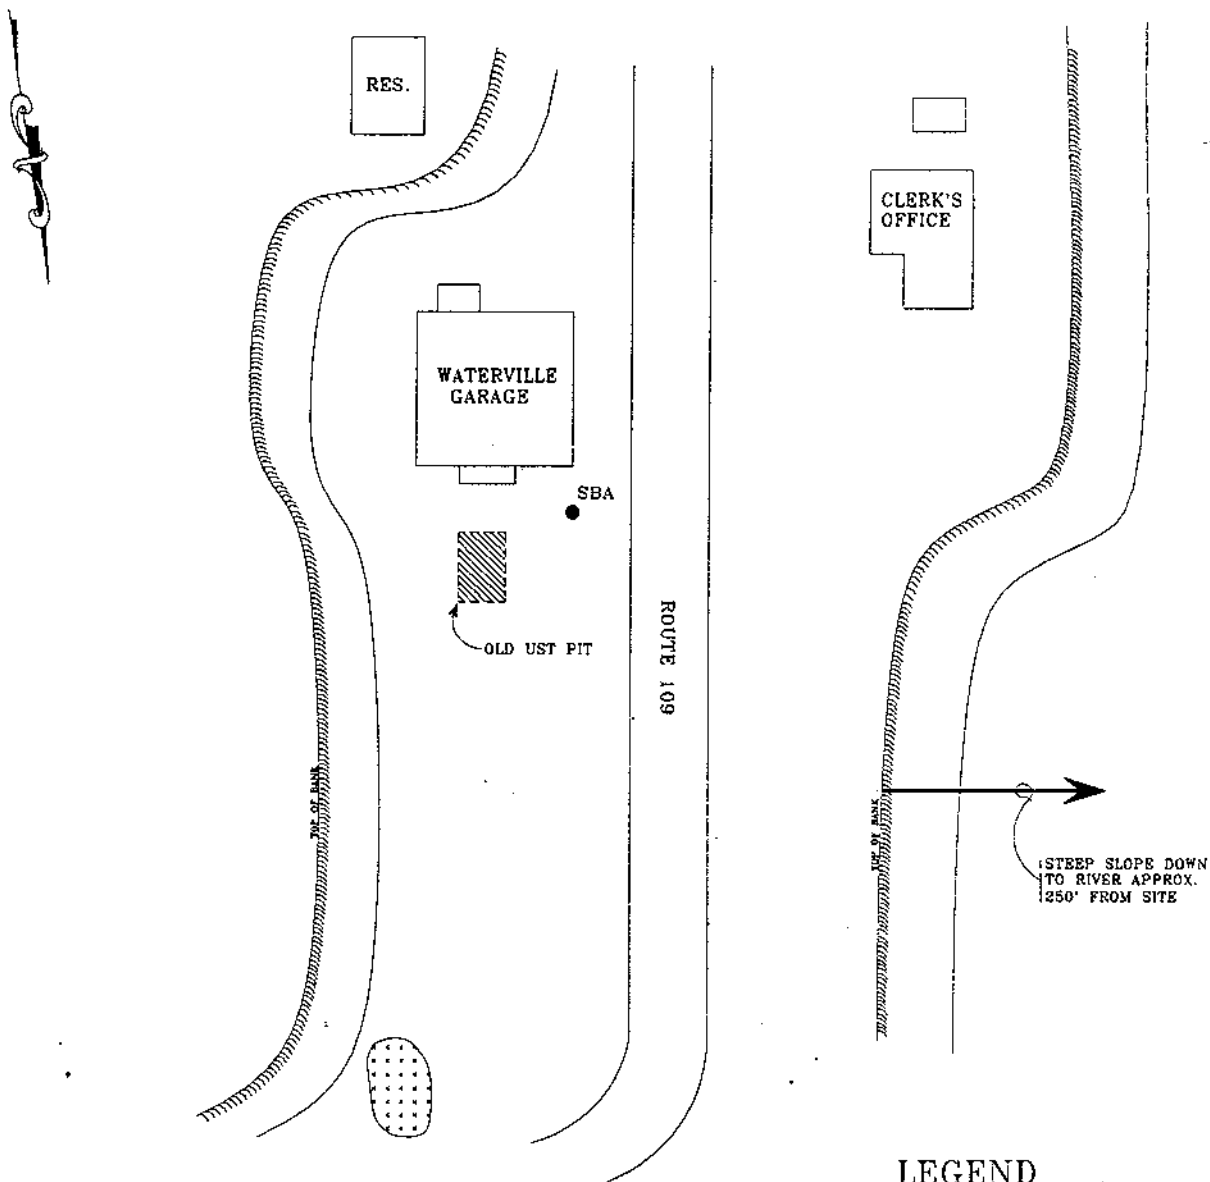 RES.
CLERK'S
OFFICE
WATERVILLE
GARAGE
SBA
OLD UST PIT
ROUTE 109
TOP OF BANK
TOP OF BANK
STEEP SLOPE DOWN
TO RIVER APPROX.
250' FROM SITE
LEGEND